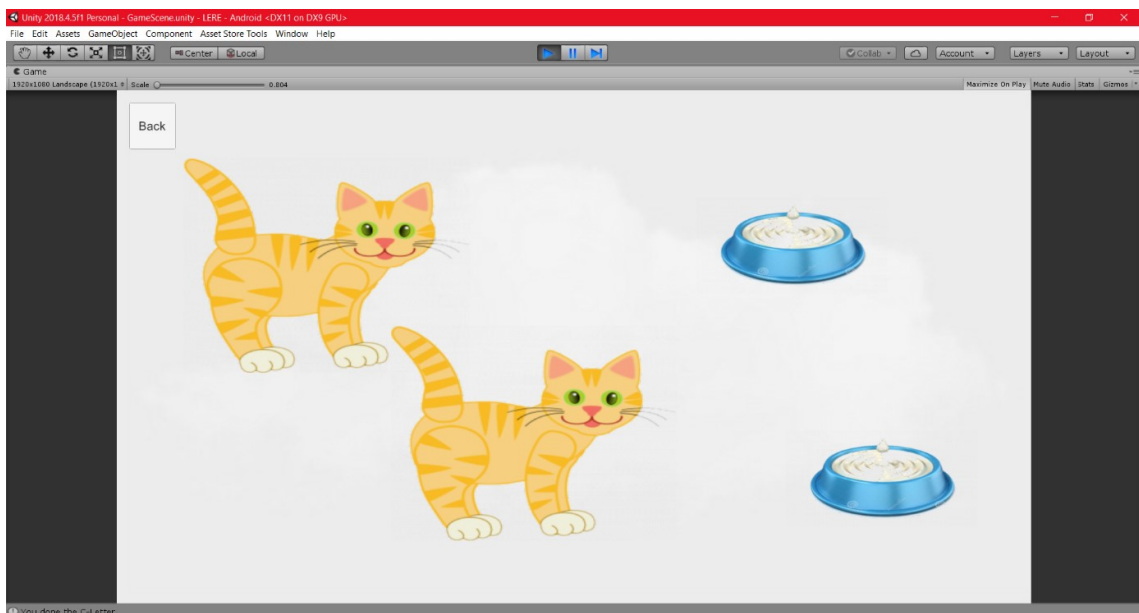 Unity 2018.4.5f1 Personal - GameScene.unity - LERE - Android <DX11 on DX9 GPU>
File Edit Assets GameObject Component Asset Store Tools Window Help
Center Local Collab Account Layers Layout
Game
1920x1080 Landscape (1920x1 Scale 0.804 Maximize On Play Mute Audio Stats Gizmos
Back
You done the C-Letter